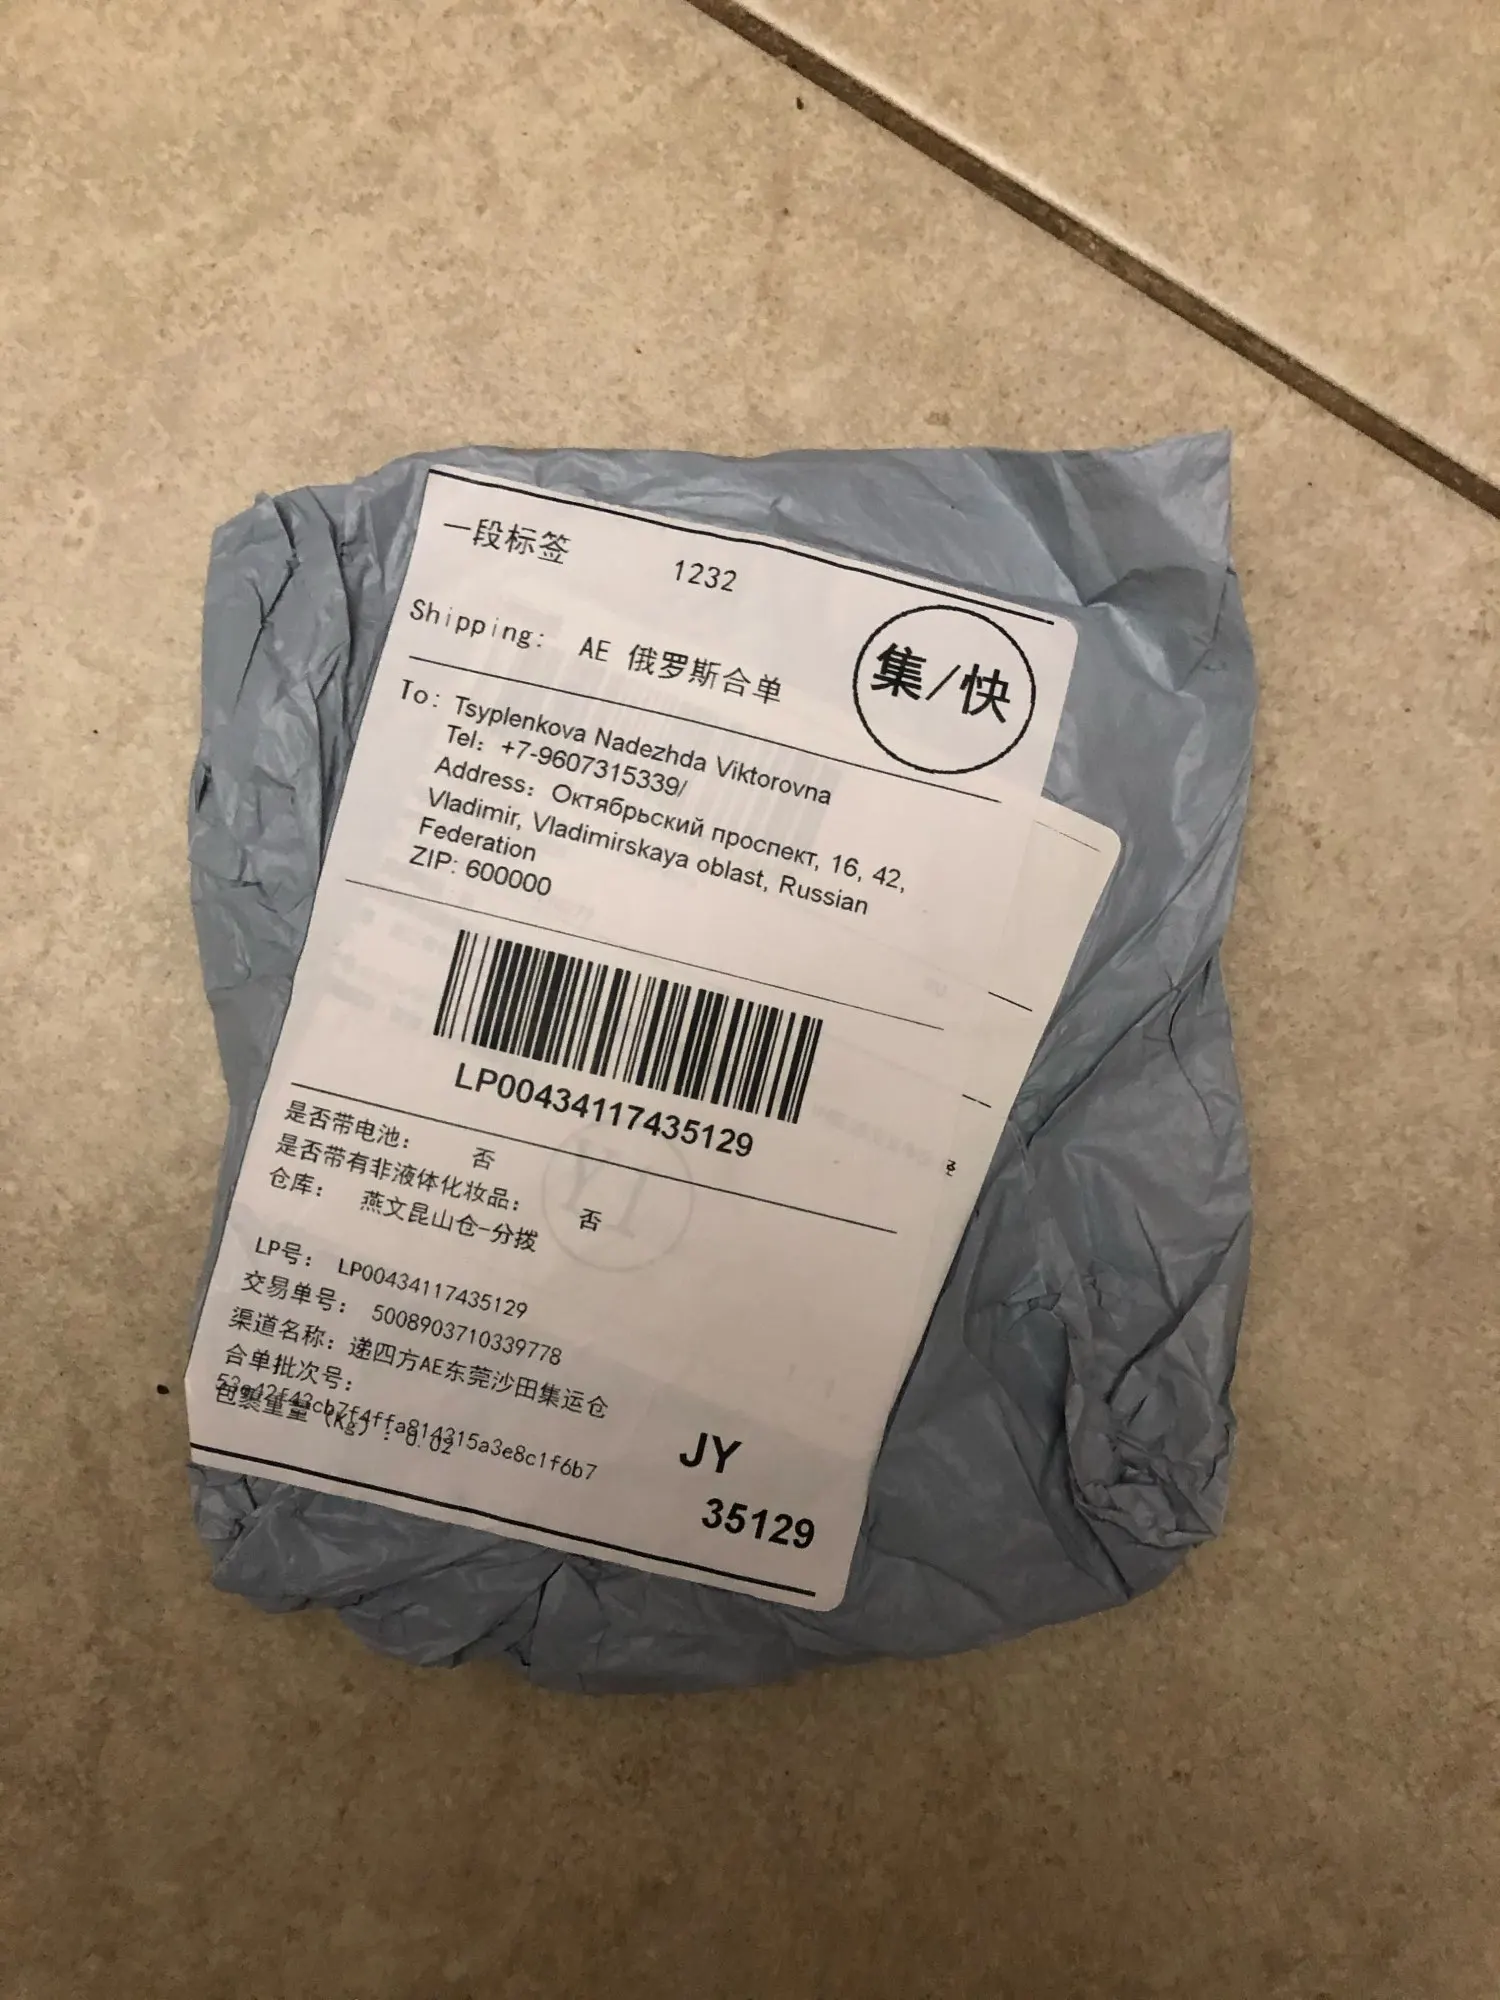 一段标签 1232
Shipping: AE 俄罗斯合单
集/快
To: Tsyplenkova Nadezhda Viktorovna
Tel: +7-9607315339/
Address: Октябрьский проспект, 16, 42,
Vladimir, Vladimirskaya oblast, Russian
Federation
ZIP: 600000
LP00434117435129
是否带电池: 否
是否带有非液体化妆品: 否
仓库: 燕文昆山仓-分拨
LP号: LP00434117435129
交易单号: 5008903710339778
渠道名称: 递四方AE东莞沙田集运仓
合单批次号:
包裹重量 (Kg): 0.02
JY
35129